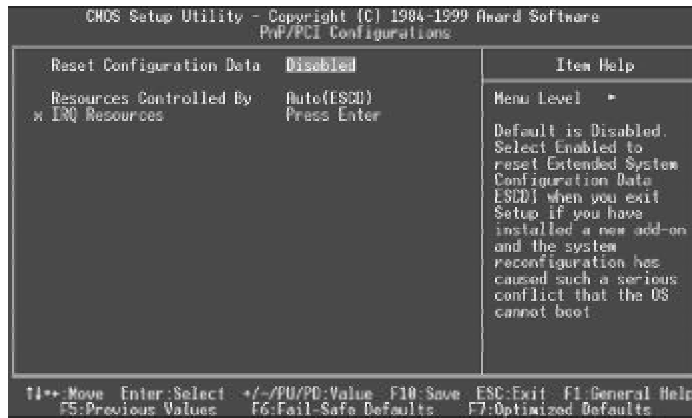 CMOS Setup Utility - Copyright (C) 1984-1999 Award Software
PnP/PCI Configurations
Reset Configuration Data Disabled
Resources Controlled By Auto(ESCD)
x IRQ Resources Press Enter
Item Help
Menu Level ►
Default is Disabled.
Select Enabled to
reset Extended System
Configuration Data
ESCD) when you exit
Setup if you have
installed a new add-on
and the system
reconfiguration has
caused such a serious
conflict that the OS
cannot boot
↑↓→←:Move Enter:Select +/-/PU/PD:Value F10:Save ESC:Exit F1:General Help
F5:Previous Values F6:Fail-Safe Defaults F7:Optimized Defaults